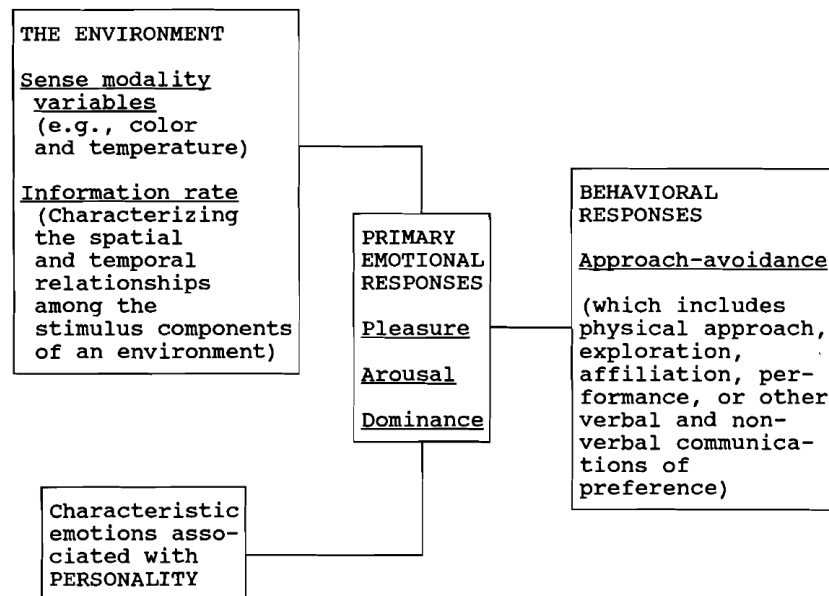 THE ENVIRONMENT
Sense modality
variables
(e.g., color
and temperature)
Information rate
(Characterizing
the spatial
and temporal
relationships
among the
stimulus components
of an environment)
PRIMARY
EMOTIONAL
RESPONSES
Pleasure
Arousal
Dominance
BEHAVIORAL
RESPONSES
Approach-avoidance
(which includes
physical approach,
exploration,
affiliation, per-
formance, or other
verbal and non-
verbal communica-
tions of
preference)
Characteristic
emotions asso-
ciated with
PERSONALITY